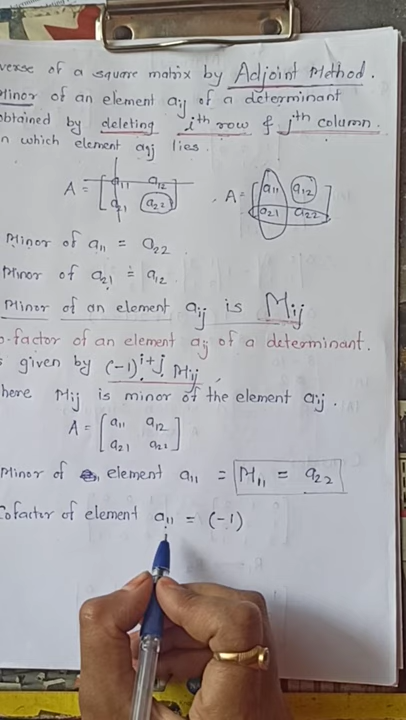 verse of a square matrix by Adjoint Method.
Minor of an element aij of a determinant
obtained by deleting ith row & jth column.
n which element aij lies.
A = [ a11 a12
a21 a22 ] , A = [ a11 a12
a21 a22 ]
Minor of a11 = a22
Minor of a21 = a12
Minor of an element aij is Mij
o-factor of an element aij of a determinant.
s given by (-1)^i+j . Mij
here Mij is minor of the element aij.
A = [ a11 a12
a21 a22 ]
Minor of element a11 = M11 = a22
Cofactor of element a11 = (-1)